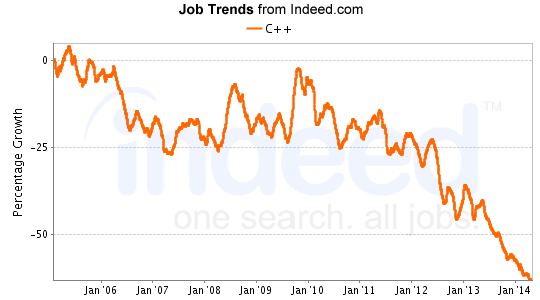 Job Trends from Indeed.com
C++
Percentage Growth
0
-25
-50
indeed™
one search. all jobs.
Jan '06 Jan '07 Jan '08 Jan '09 Jan '10 Jan '11 Jan '12 Jan '13 Jan '14